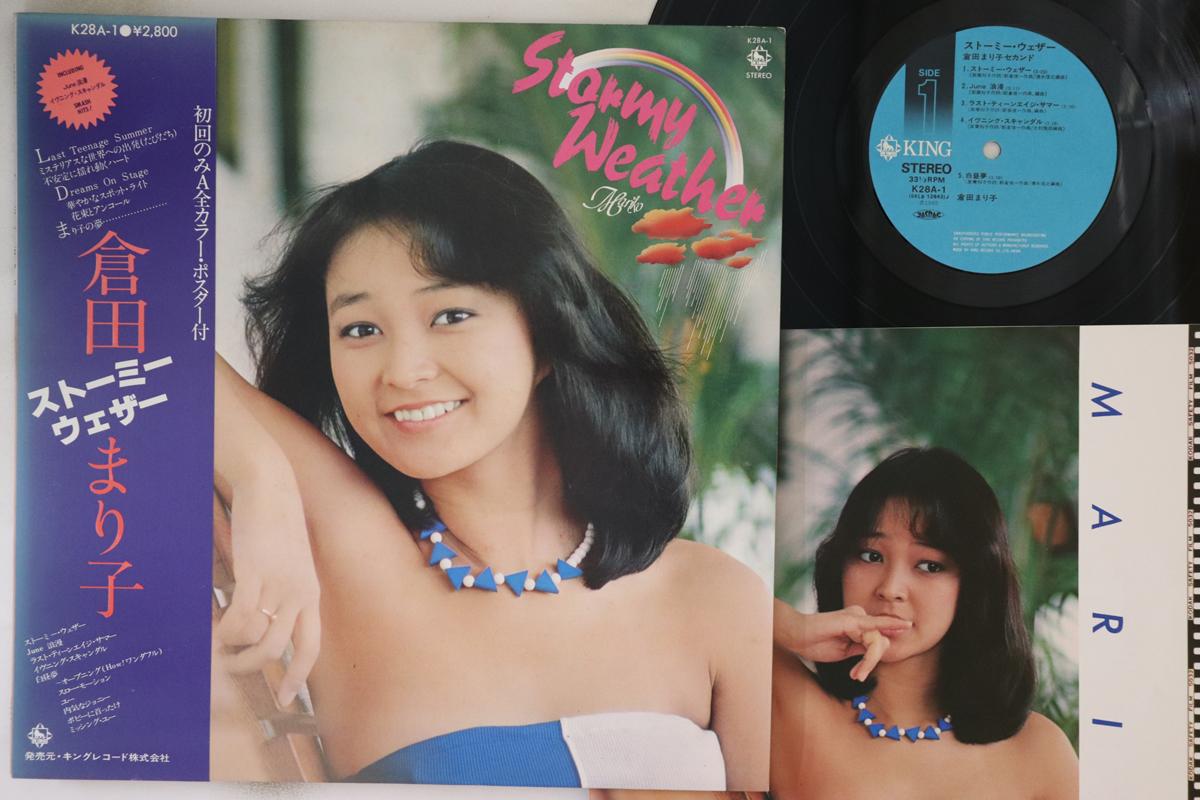 K28A-1●¥2,800
INCLUDING
June 浪漫
イヴニング・スキャンダル
SMASH
HITS!
初回のみA全カラー・ポスター付
Last Teenage Summer
ミステリアスな世界への出発(たびだち)
不安定に揺れ動くハート
Dreams On Stage
華やかなスポット・ライト
花束とアンコール
まり子の夢
倉田まり子
ストーミー
ウェザー
ストーミー・ウェザー
June 浪漫
ラスト・ティーンエイジ・サマー
イヴニング・スキャンダル
白昼夢
オープニング(How!ワンダフル)
スロー・モーション
ユー
内気なジョニー
ボビーに首ったけ
ミッシング・ユー
発売元・キングレコード株式会社
K28A-1
STEREO
Stormy
Weather
Mariko
ストーミー・ウェザー
倉田まり子セカンド
SIDE
1
1. ストーミー・ウェザー
2. June 浪漫
3. ラスト・ティーンエイジ・サマー
4. イヴニング・スキャンダル
KING
STEREO
33⅓RPM
K28A-1
5. 白昼夢
倉田まり子
JASRAC
MARI